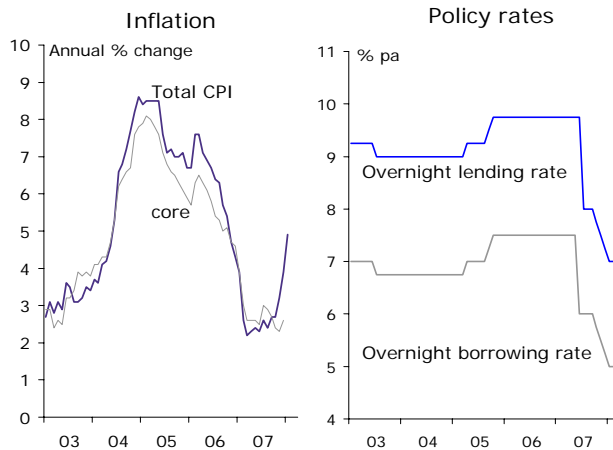 Inflation
Annual % change
10
9
8
7
6
5
4
3
2
1
0
Total CPI
core
03 04 05 06 07
Policy rates
% pa
11
10
9
8
7
6
5
4
Overnight lending rate
Overnight borrowing rate
03 04 05 06 07